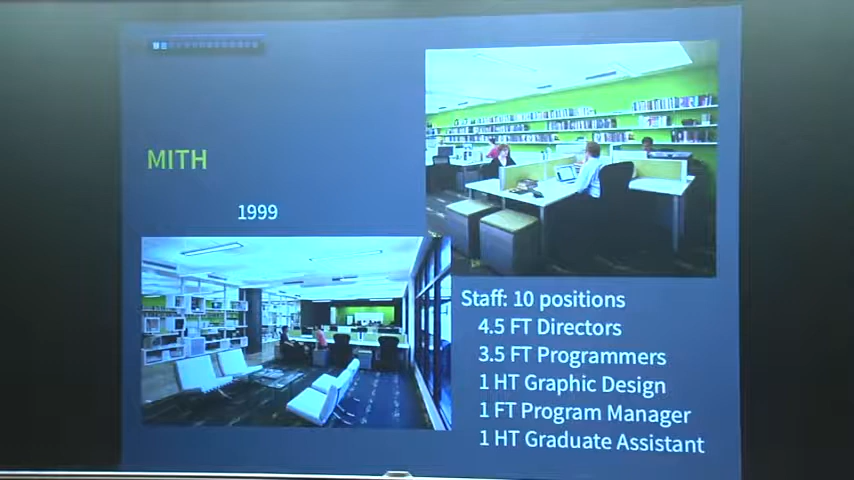 MITH
1999
Staff: 10 positions
4.5 FT Directors
3.5 FT Programmers
1 HT Graphic Design
1 FT Program Manager
1 HT Graduate Assistant